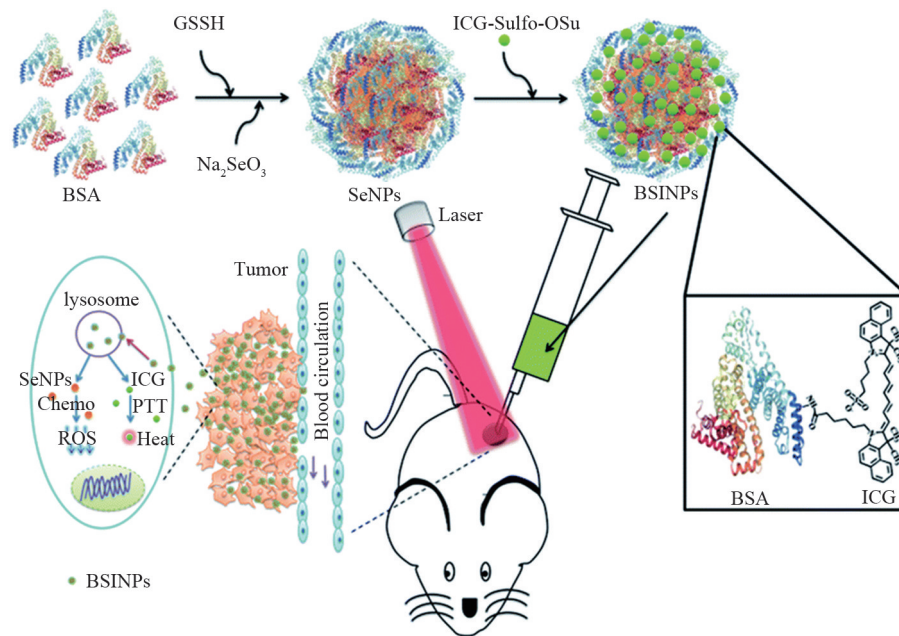 GSSH
ICG-Sulfo-OSu
Na₂SeO₃
BSA
SeNPs
BSINPs
Laser
Tumor
Blood circulation
lysosome
SeNPs
ICG
Chemo
PTT
ROS
Heat
BSINPs
BSA
ICG